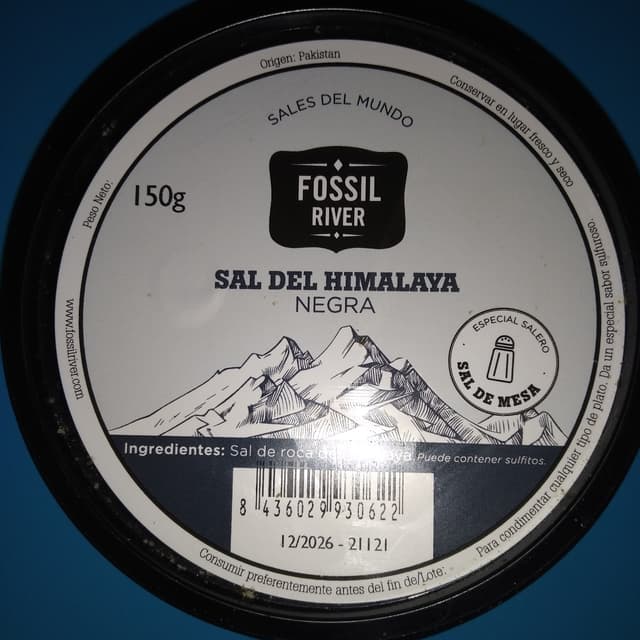 Origen: Pakistan
Conservar en lugar fresco y seco
SALES DEL MUNDO
FOSSIL
RIVER
Peso Neto:
150g
SAL DEL HIMALAYA
NEGRA
· ESPECIAL SALERO ·
SAL DE MESA
www.fossilriver.com
Para condimentar cualquier tipo de plato. Da un especial sabor sulfuroso.
Ingredientes: Sal de roca Puede contener sulfitos.
8 436029 930622
12/2026 - 21121
Consumir preferentemente antes del fin de/Lote: